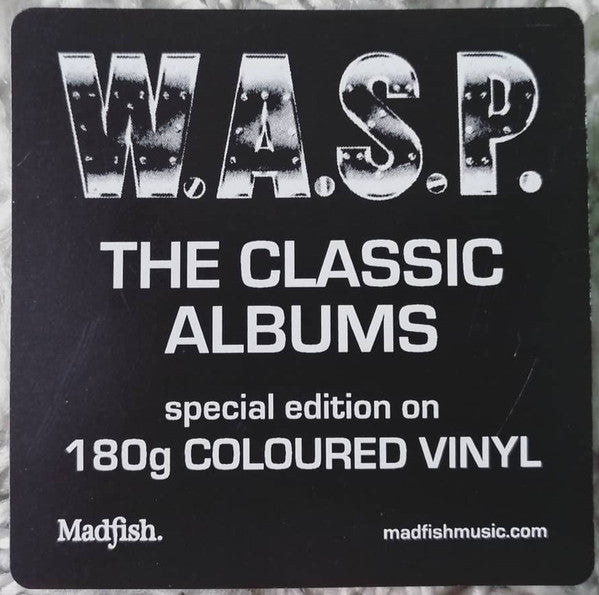 W.A.S.P.
THE CLASSIC
ALBUMS
special edition on
180g COLOURED VINYL
Madfish.
madfishmusic.com